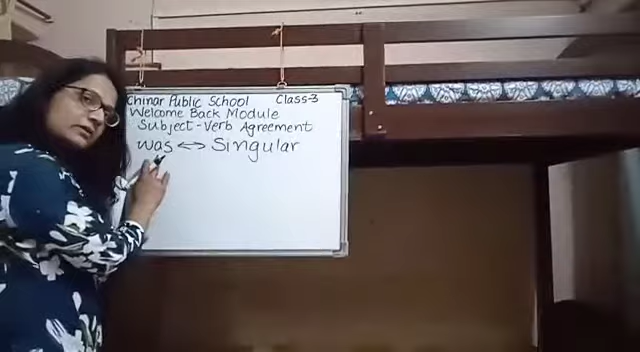 Chinar Public School Class-3
Welcome Back Module
Subject-Verb Agreement
was ↔ Singular